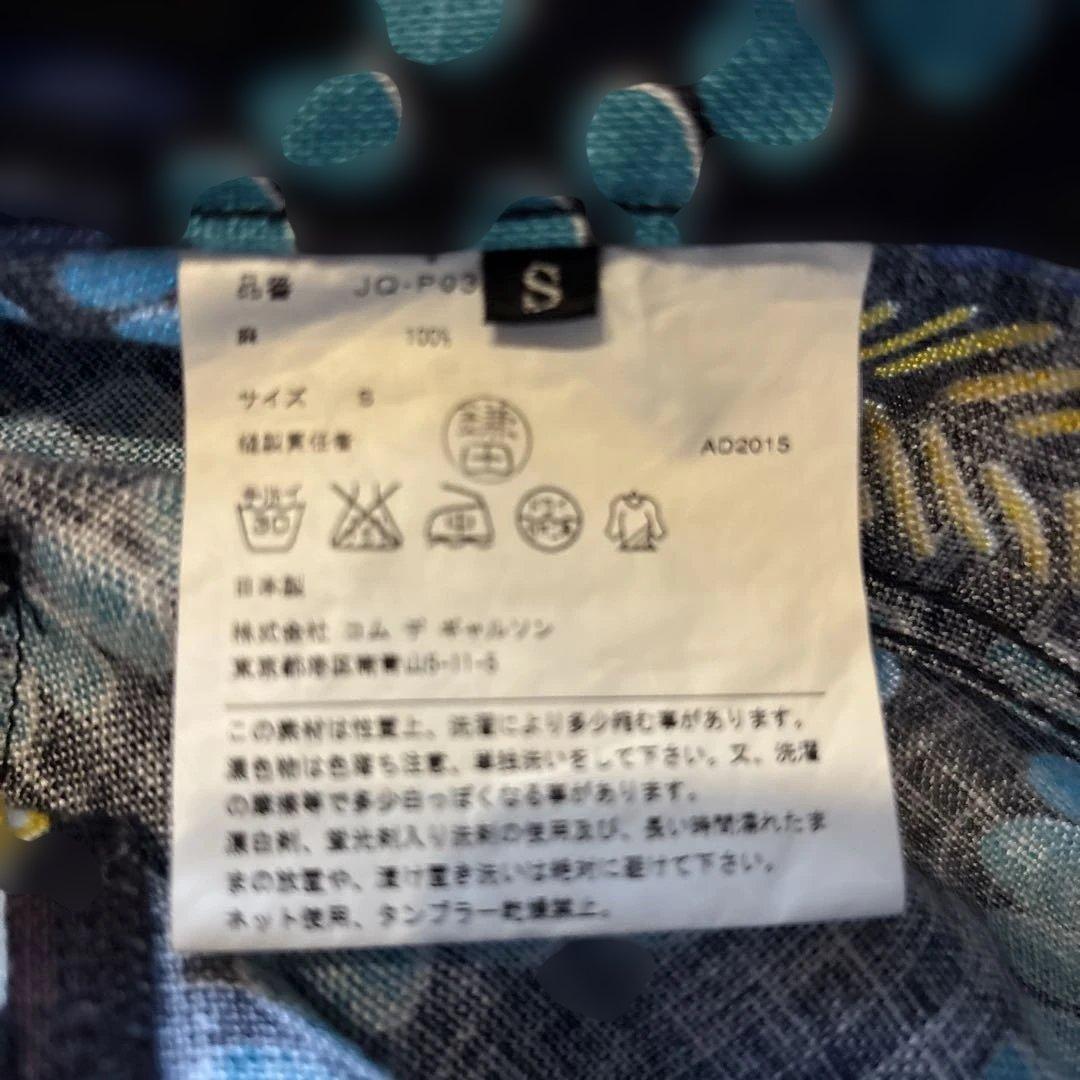 品番 JQ-P03
S
麻 100%
サイズ S
縫製責任者
鎌田
AD2015
手洗イ
30
中
日本製
株式会社 コム デ ギャルソン
東京都港区南青山5-11-5
この素材は性質上、洗濯により多少縮む事があります。
濃色物は色落ち注意、単独洗いをして下さい。又、洗濯
の摩擦等で多少白っぽくなる事があります。
漂白剤、蛍光剤入り洗剤の使用及び、長い時間濡れたま
まの放置や、漬け置き洗いは絶対に避けて下さい。
ネット使用、タンブラー乾燥禁止。